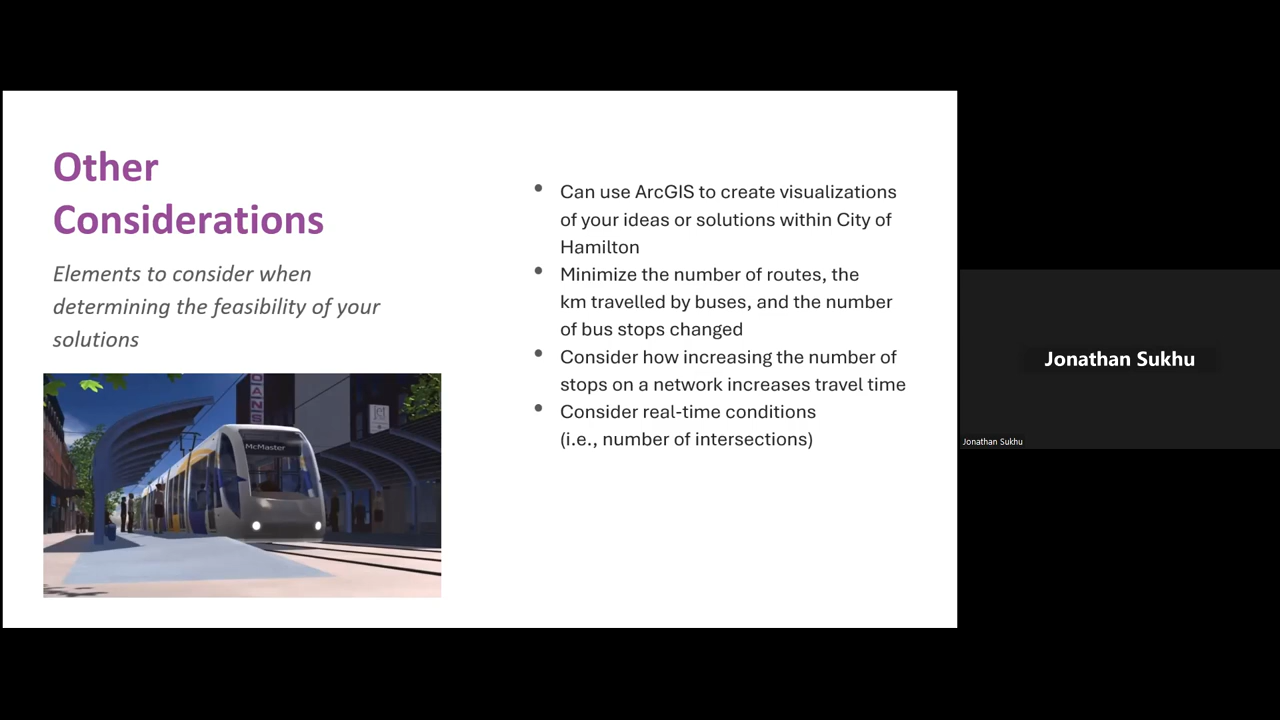 Other
Considerations
Elements to consider when
determining the feasibility of your
solutions
McMaster
• Can use ArcGIS to create visualizations
of your ideas or solutions within City of
Hamilton
• Minimize the number of routes, the
km travelled by buses, and the number
of bus stops changed
• Consider how increasing the number of
stops on a network increases travel time
• Consider real-time conditions
(i.e., number of intersections)
Jonathan Sukhu
Jonathan Sukhu